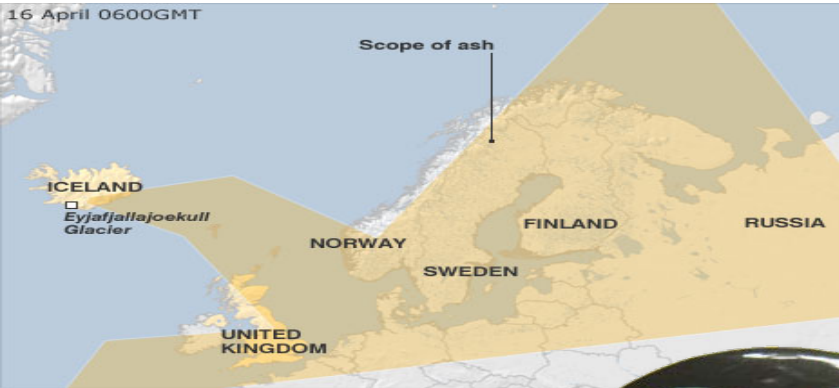 16 April 0600GMT
Scope of ash
ICELAND
Eyjafjallajoekull
Glacier
NORWAY
FINLAND
RUSSIA
SWEDEN
UNITED
KINGDOM